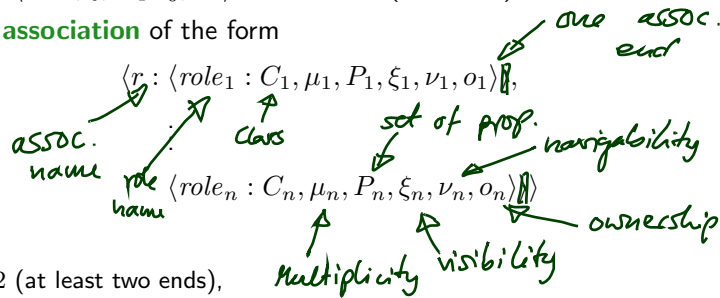 association of the form
one assoc. end
⟨r : ⟨role₁ : C₁, μ₁, P₁, ξ₁, ν₁, o₁⟩,
assoc. name
role name
class
set of prop.
navigability
⋮
⟨roleₙ : Cₙ, μₙ, Pₙ, ξₙ, νₙ, oₙ⟩⟩
ownership
multiplicity
visibility
2 (at least two ends),